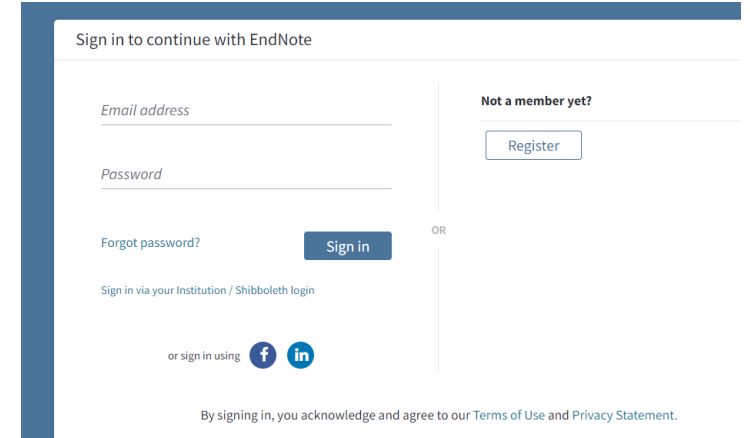 Sign in to continue with EndNote
Email address
Password
Forgot password?
Sign in
Sign in via your Institution / Shibboleth login
or sign in using
f
in
OR
Not a member yet?
Register
By signing in, you acknowledge and agree to our Terms of Use and Privacy Statement.